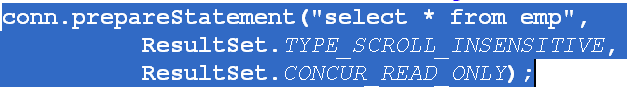 conn.prepareStatement("select * from emp",
ResultSet.TYPE_SCROLL_INSENSITIVE,
ResultSet.CONCUR_READ_ONLY);